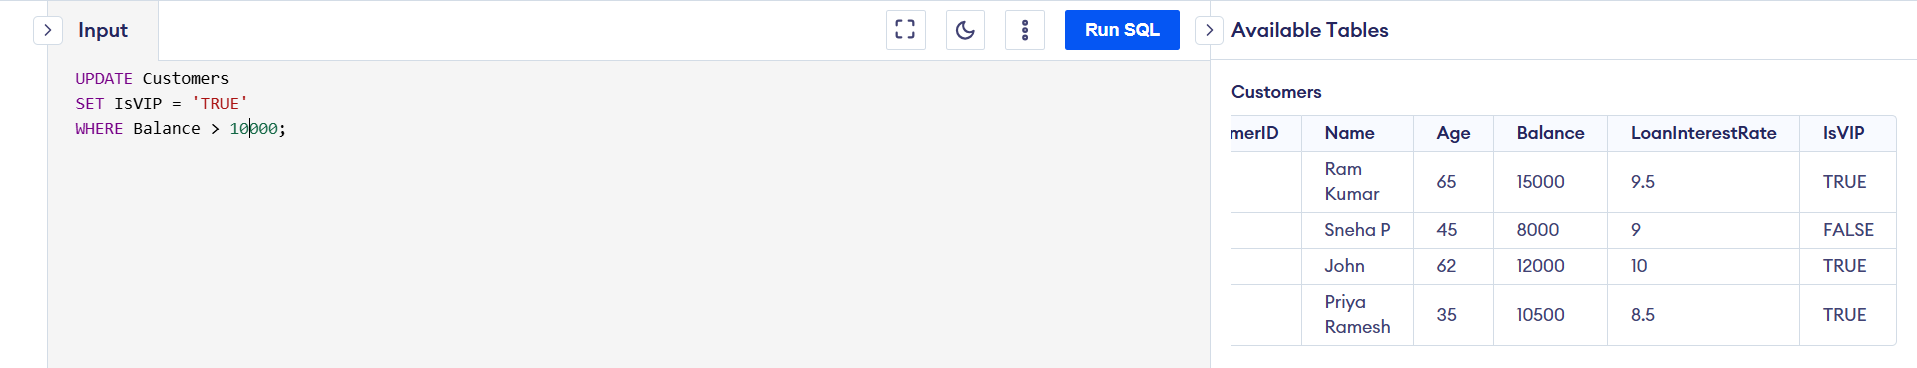 Input
Run SQL
UPDATE Customers
SET IsVIP = 'TRUE'
WHERE Balance > 10000;
Available Tables
Customers
merID Name Age Balance LoanInterestRate IsVIP
Ram
Kumar 65 15000 9.5 TRUE
Sneha P 45 8000 9 FALSE
John 62 12000 10 TRUE
Priya
Ramesh 35 10500 8.5 TRUE